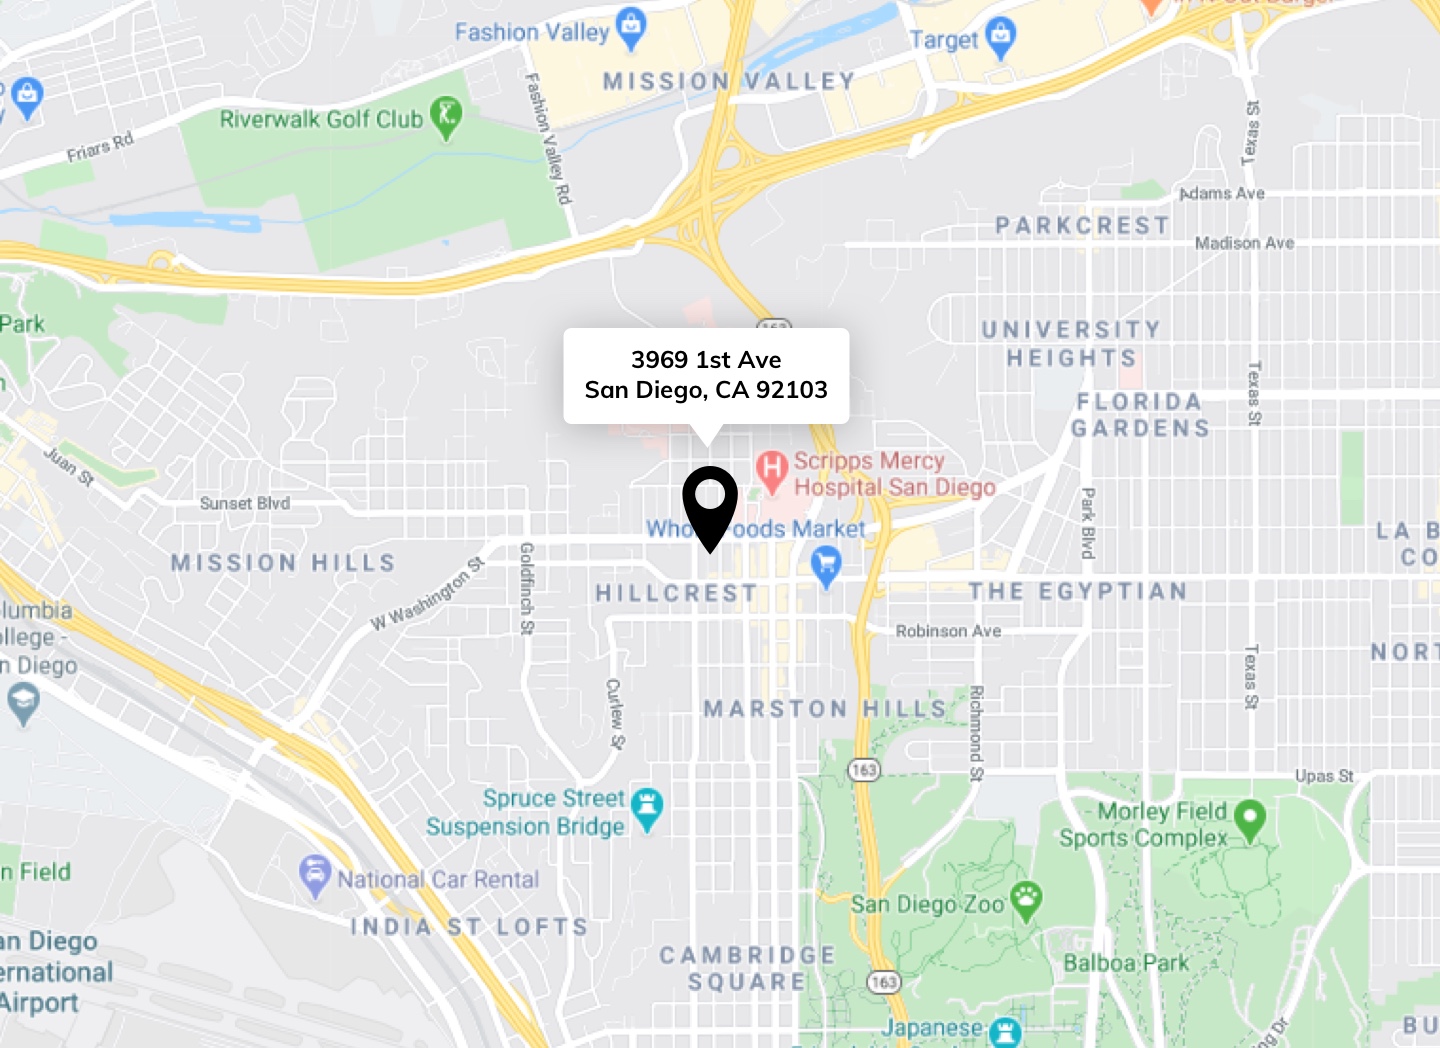 Fashion Valley
Target
MISSION VALLEY
Riverwalk Golf Club
Fashion Valley Rd
Friars Rd
Texas St
Adams Ave
PARKCREST
Madison Ave
Park
163
UNIVERSITY
HEIGHTS
3969 1st Ave
San Diego, CA 92103
FLORIDA
GARDENS
Texas St
Juan St
Scripps Mercy
Hospital San Diego
Sunset Blvd
Park Blvd
Foods Market
LA B
CO
MISSION HILLS
Goldfinch St
W Washington St
HILLCREST
THE EGYPTIAN
lumbia
llege -
n Diego
Robinson Ave
NORT
Texas St
Curlew St
MARSTON HILLS
Richmond St
163
Upas St
Spruce Street
Suspension Bridge
Morley Field
Sports Complex
n Field
National Car Rental
San Diego Zoo
INDIA ST LOFTS
an Diego
ernational
Airport
CAMBRIDGE
SQUARE
Balboa Park
163
Japanese
BU